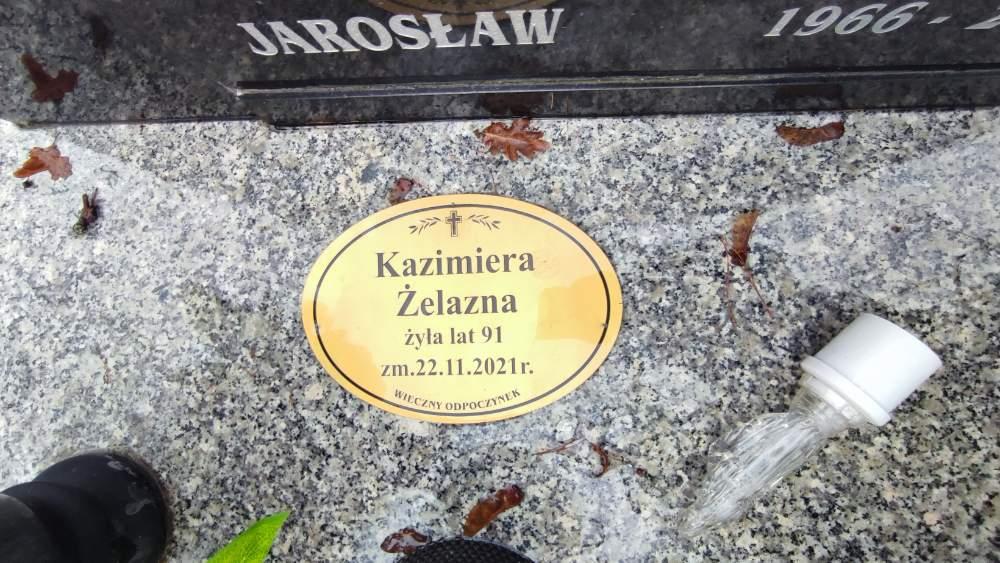 JAROSŁAW 1966 -
Kazimiera
Żelazna
żyła lat 91
zm.22.11.2021r.
WIECZNY ODPOCZYNEK